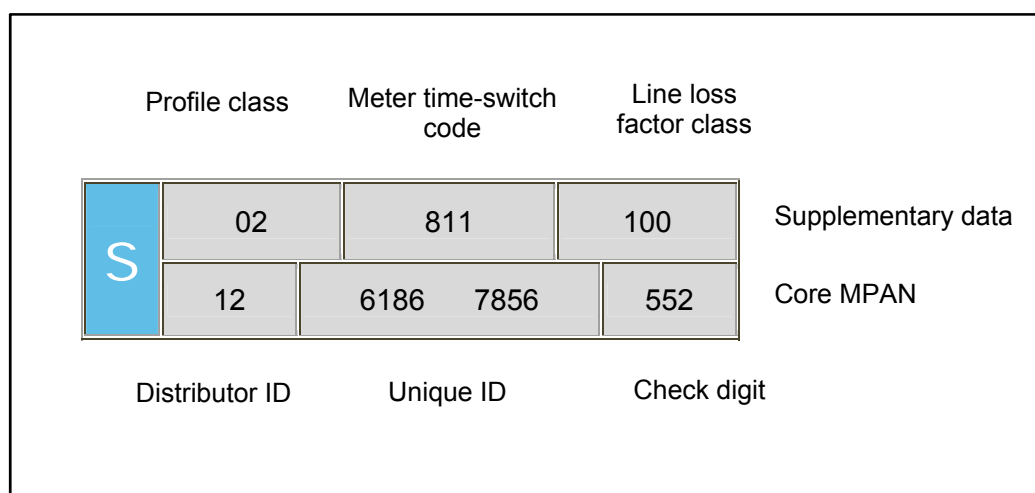 Profile class Meter time-switch code Line loss factor class
S 02 811 100 Supplementary data
12 6186 7856 552 Core MPAN
Distributor ID Unique ID Check digit